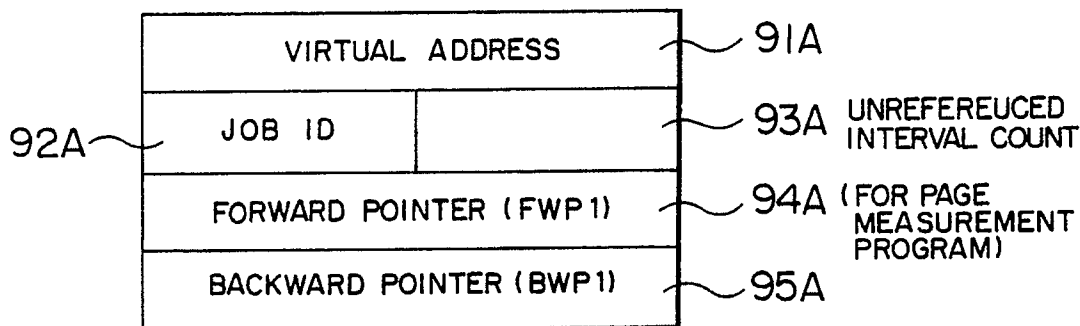 VIRTUAL ADDRESS
91A
92A
JOB ID
93A
UNREFEREUCED
INTERVAL COUNT
FORWARD POINTER (FWP1)
94A
(FOR PAGE
MEASUREMENT
PROGRAM)
BACKWARD POINTER (BWP1)
95A